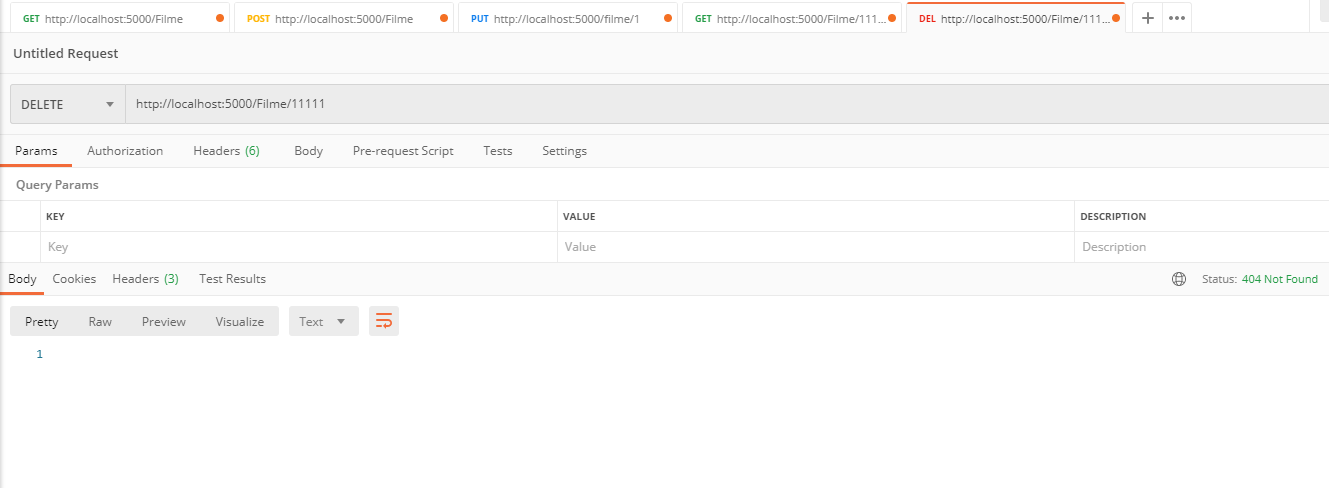 GET http://localhost:5000/Filme POST http://localhost:5000/Filme PUT http://localhost:5000/filme/1 GET http://localhost:5000/Filme/111... DEL http://localhost:5000/Filme/111...
Untitled Request
DELETE http://localhost:5000/Filme/11111
Params Authorization Headers (6) Body Pre-request Script Tests Settings
Query Params
KEY VALUE DESCRIPTION
Key Value Description
Body Cookies Headers (3) Test Results Status: 404 Not Found
Pretty Raw Preview Visualize Text
1